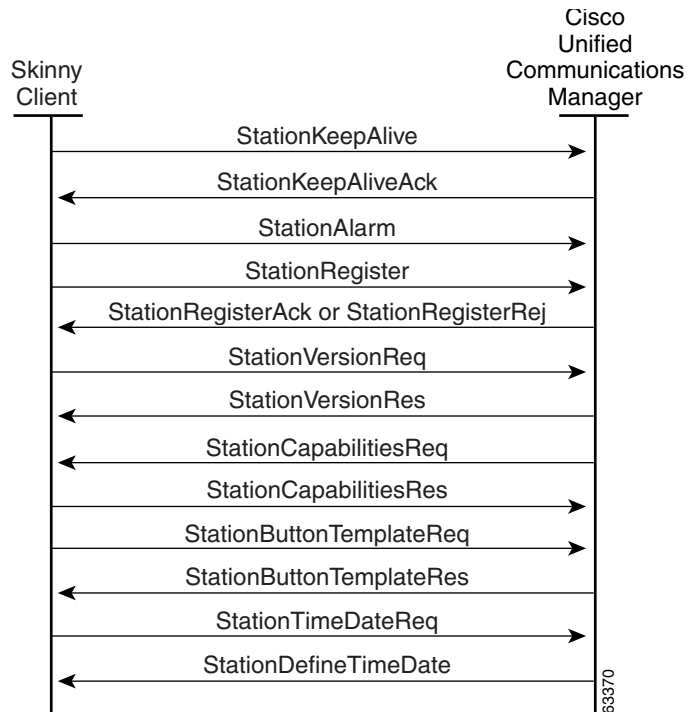 Skinny
Client
Cisco
Unified
Communications
Manager
StationKeepAlive
StationKeepAliveAck
StationAlarm
StationRegister
StationRegisterAck or StationRegisterRej
StationVersionReq
StationVersionRes
StationCapabilitiesReq
StationCapabilitiesRes
StationButtonTemplateReq
StationButtonTemplateRes
StationTimeDateReq
StationDefineTimeDate
63370